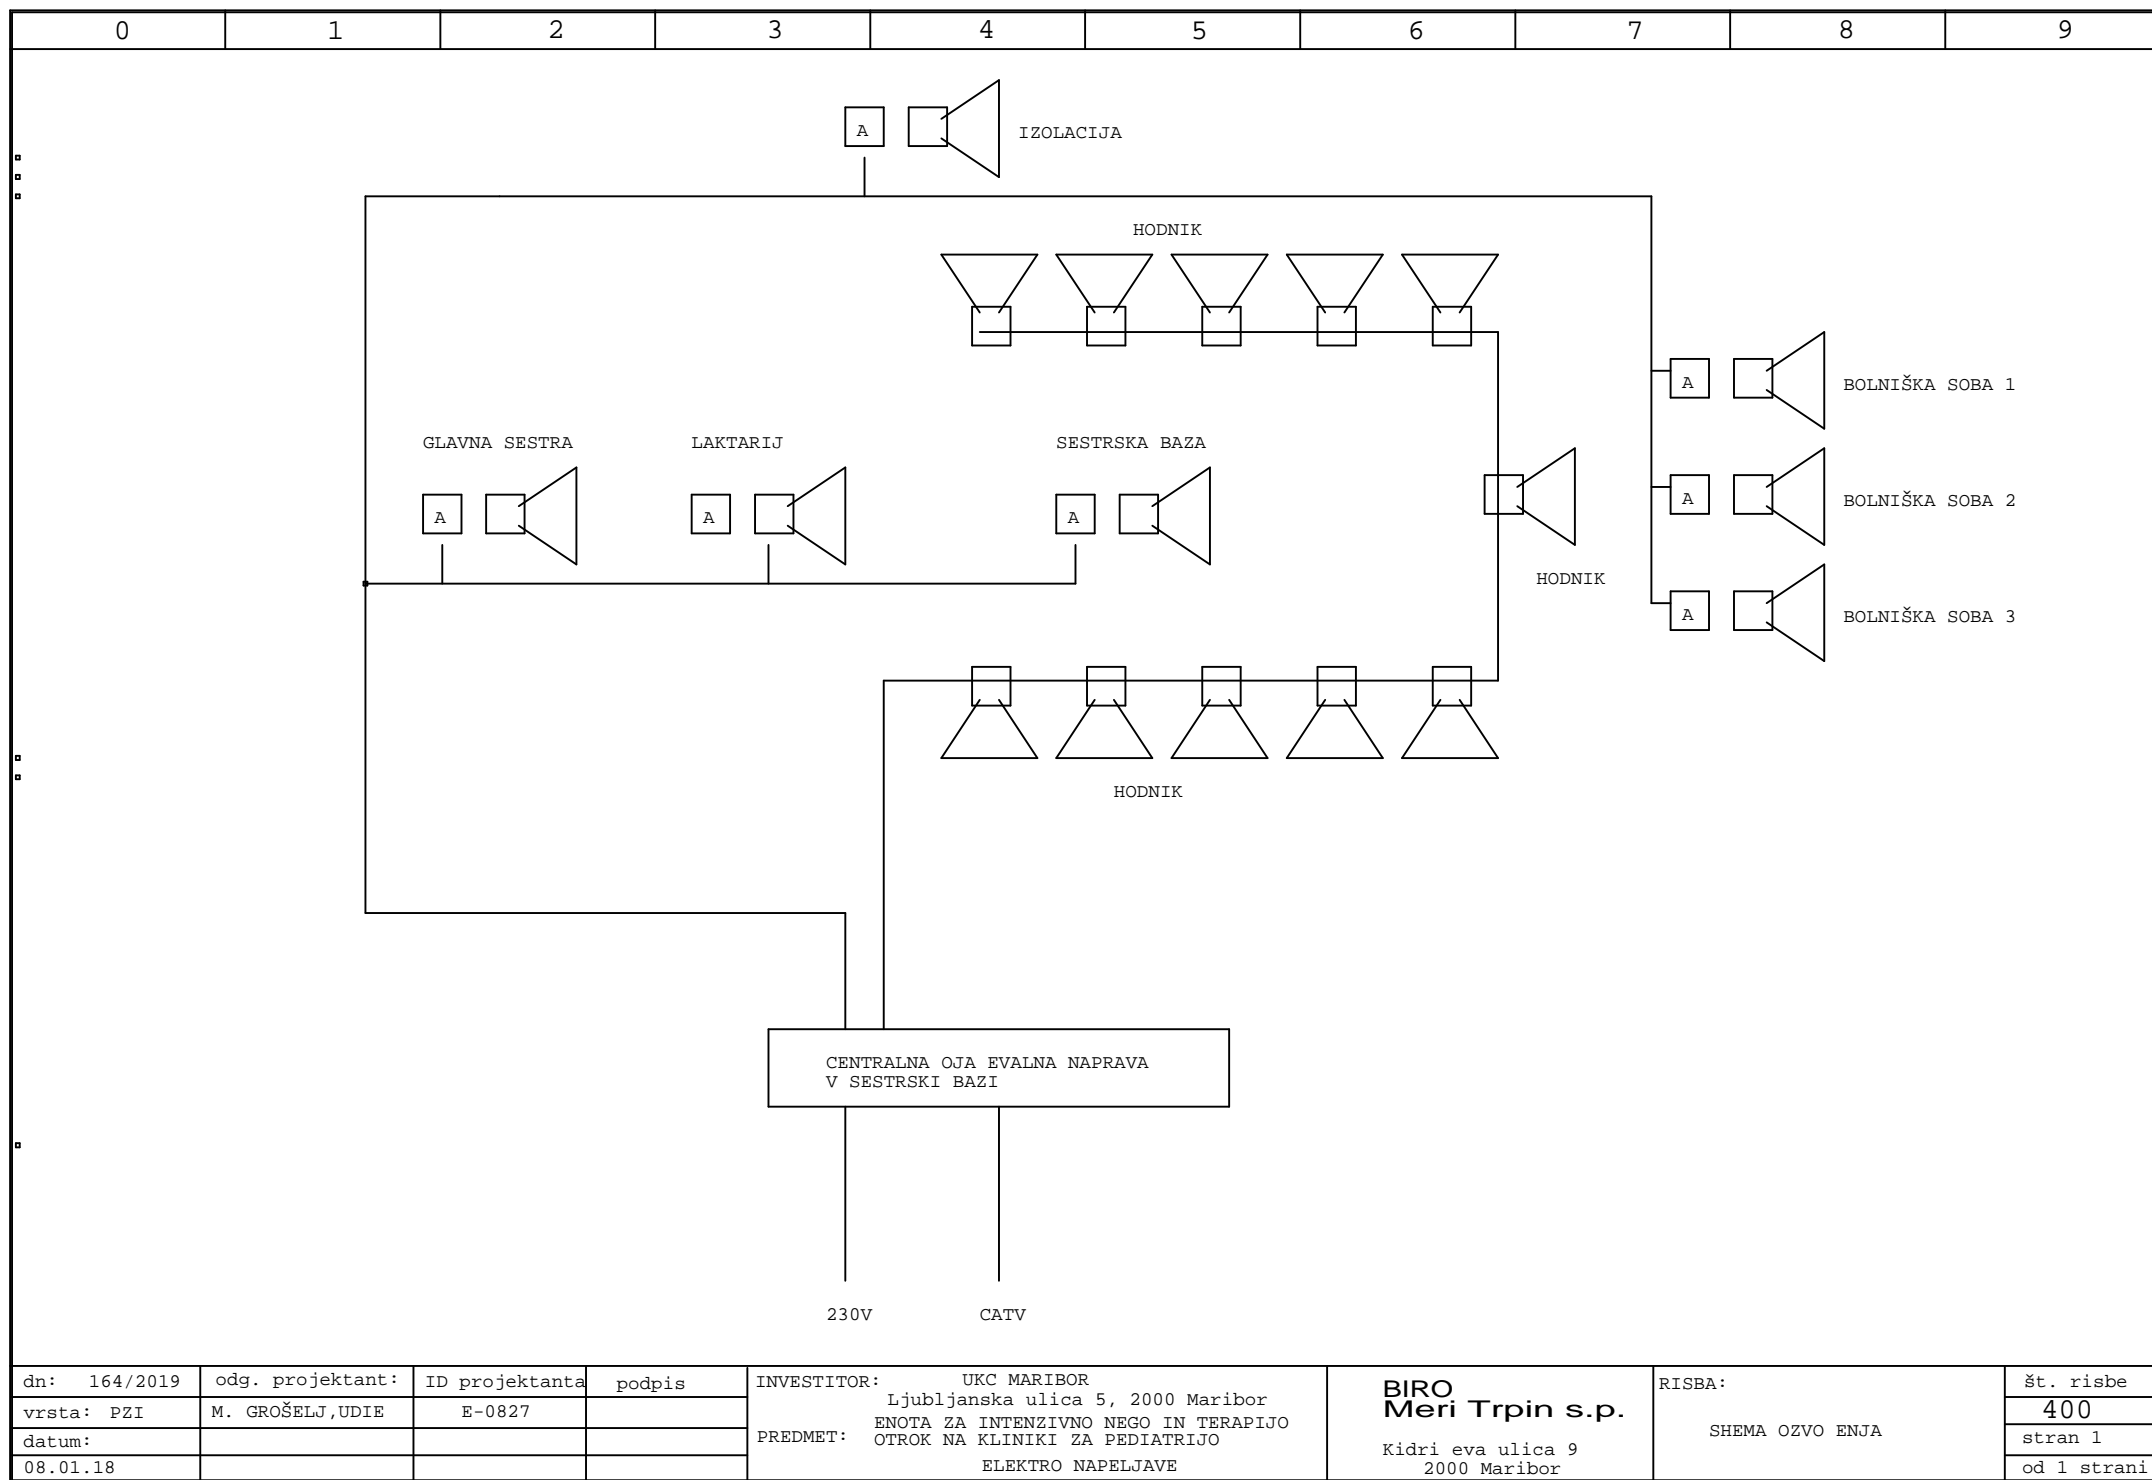 0 1 2 3 4 5 6 7 8 9
A IZOLACIJA
HODNIK
A BOLNIŠKA SOBA 1
GLAVNA SESTRA LAKTARIJ SESTRSKA BAZA
A A A
A BOLNIŠKA SOBA 2
HODNIK
A BOLNIŠKA SOBA 3
HODNIK
CENTRALNA OJA EVALNA NAPRAVA
V SESTRSKI BAZI
230V CATV
dn: 164/2019
vrsta: PZI
datum:
08.01.18
odg. projektant:
M. GROŠELJ,UDIE
ID projektanta
E-0827
podpis
INVESTITOR: UKC MARIBOR
Ljubljanska ulica 5, 2000 Maribor
PREDMET: ENOTA ZA INTENZIVNO NEGO IN TERAPIJO
OTROK NA KLINIKI ZA PEDIATRIJO
ELEKTRO NAPELJAVE
BIRO
Meri Trpin s.p.
Kidri eva ulica 9
2000 Maribor
RISBA:
SHEMA OZVO ENJA
št. risbe
400
stran 1
od 1 strani